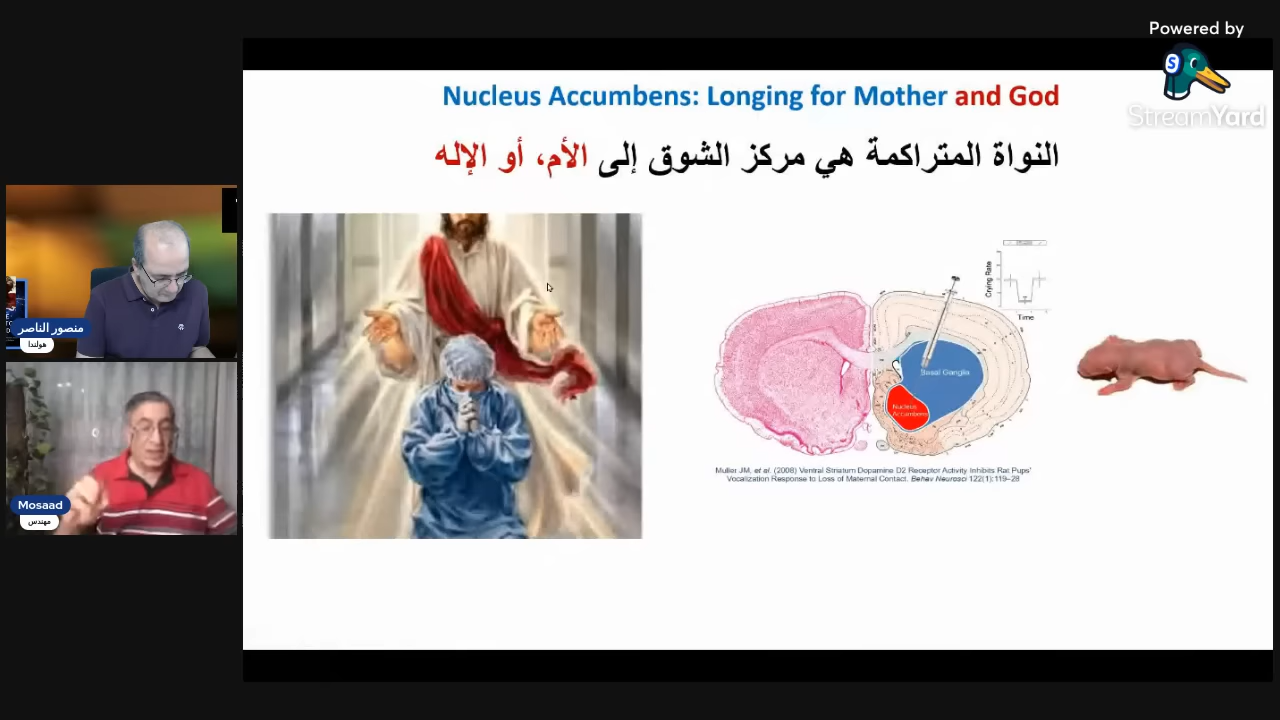 Powered by
S
StreamYard
Nucleus Accumbens: Longing for Mother and God
النواة المتراكمة هي مركز الشوق إلى الأم، أو الإله
منصور الناصر
هولندا
Mosaad
مهندس
Crying Rate
Time
Basal Ganglia
Nucleus
Accumbens
Muller JM, et al. (2008) Ventral Striatum Dopamine D2 Receptor Activity Inhibits Rat Pups'
Vocalization Response to Loss of Maternal Contact. Behav Neurosci 122(1):119–28